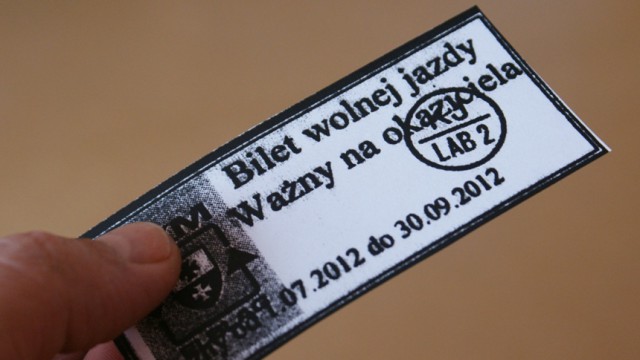 Bilet wolnej jazdy
Ważny na okaziciela
LAB 2
M
07.2012 do 30.09.2012